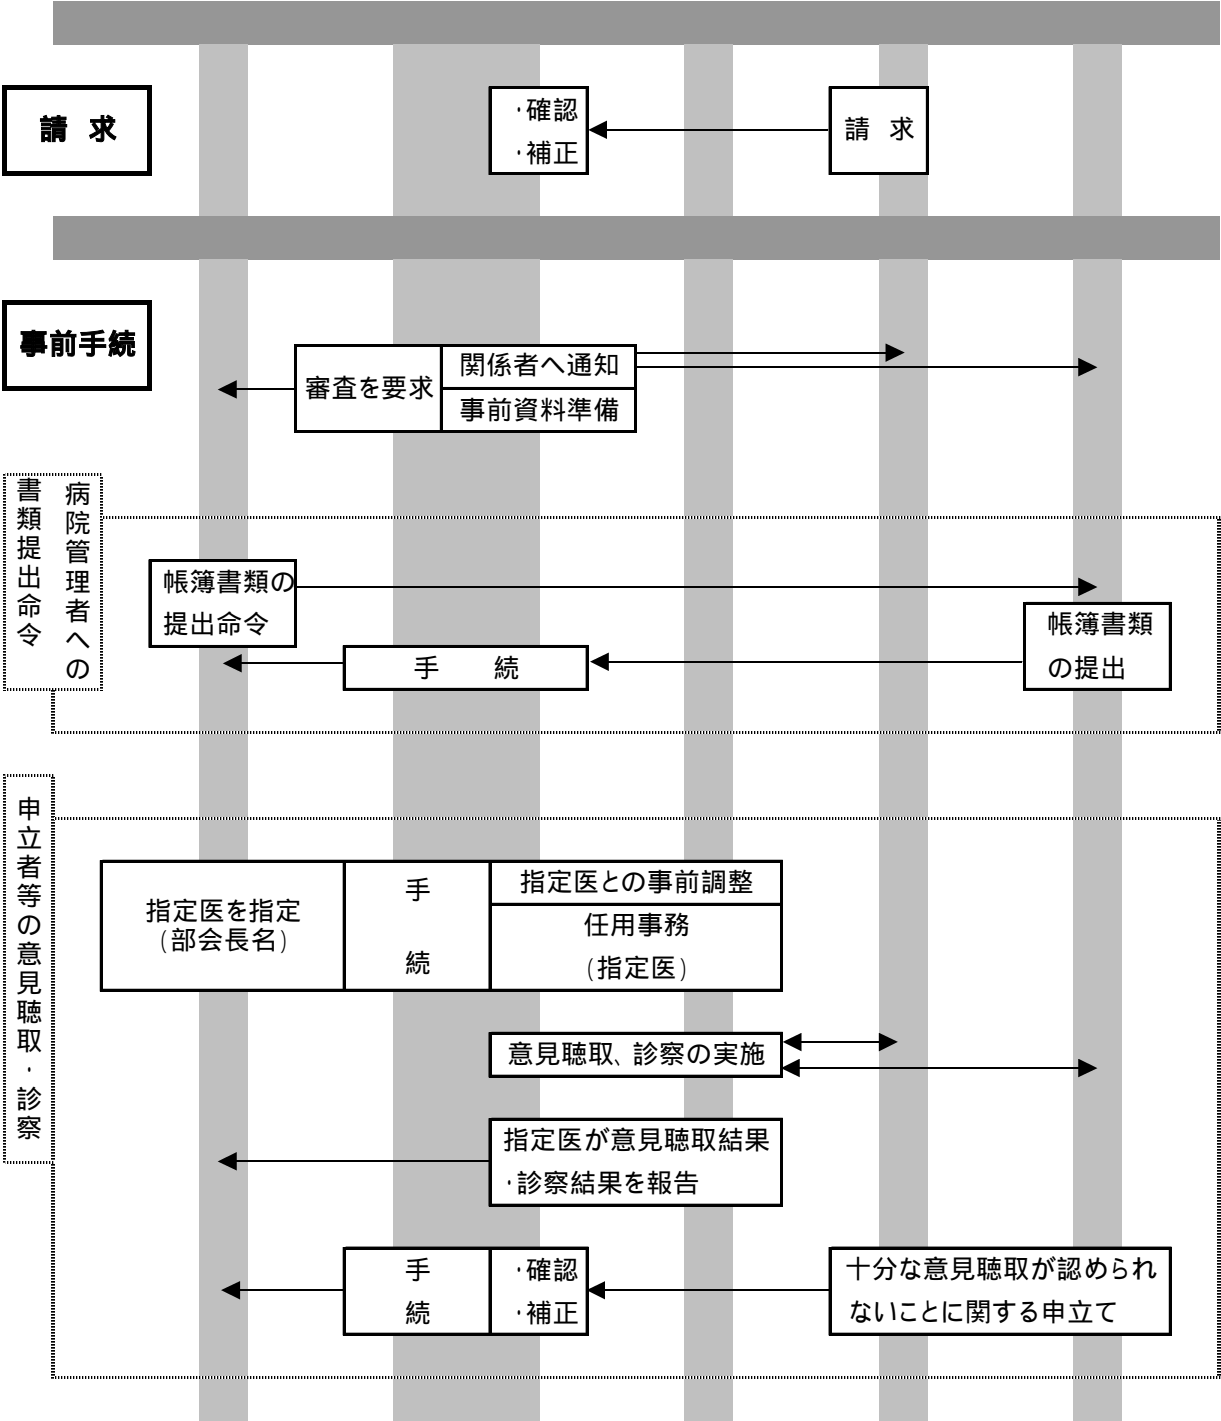 請 求
・確認
・補正
請 求
事前手続
審査を要求
関係者へ通知
事前資料準備
病院管理者への
書類提出命令
帳簿書類の
提出命令
帳簿書類
の提出
手 続
申立者等の意見聴取・診察
指定医を指定
(部会長名)
手
続
指定医との事前調整
任用事務
(指定医)
意見聴取、診察の実施
指定医が意見聴取結果
・診察結果を報告
手
続
・確認
・補正
十分な意見聴取が認められ
ないことに関する申立て